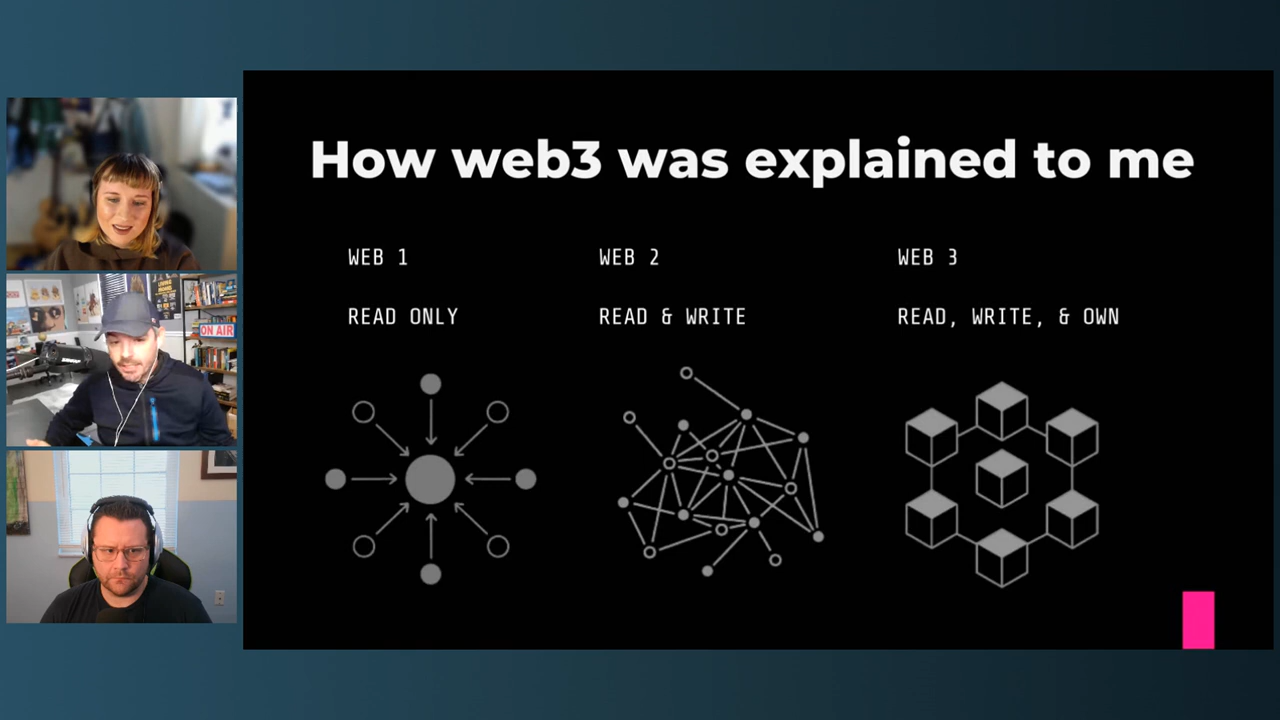 How web3 was explained to me
WEB 1
WEB 2
WEB 3
READ ONLY
READ & WRITE
READ, WRITE, & OWN
ON AIR